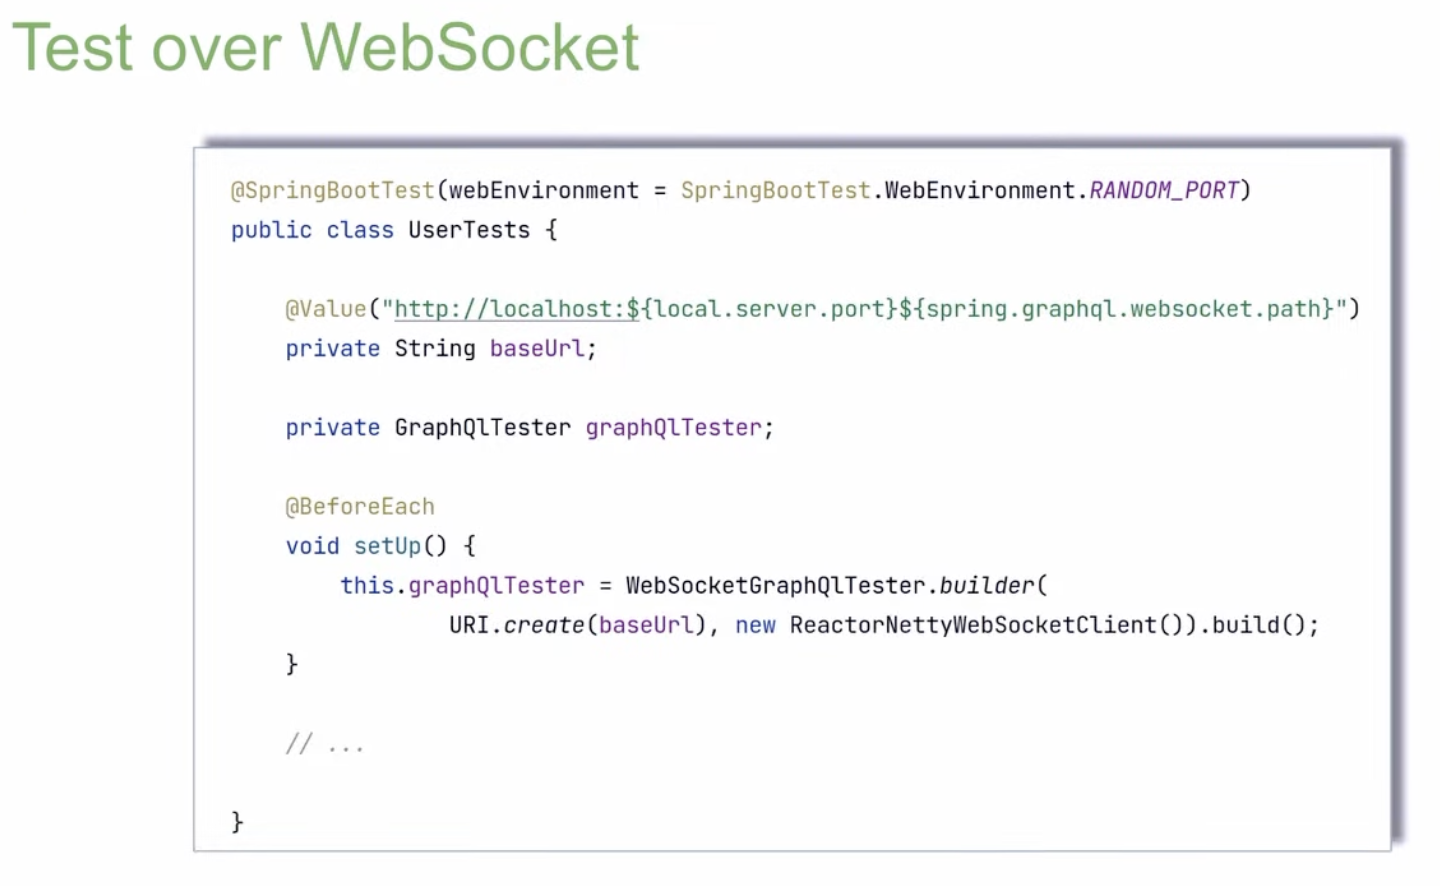 Test over WebSocket
@SpringBootTest(webEnvironment = SpringBootTest.WebEnvironment.RANDOM_PORT)
public class UserTests {
@Value("http://localhost:${local.server.port}${spring.graphql.websocket.path}")
private String baseUrl;
private GraphQlTester graphQlTester;
@BeforeEach
void setUp() {
this.graphQlTester = WebSocketGraphQlTester.builder(
URI.create(baseUrl), new ReactorNettyWebSocketClient()).build();
}
// ...
}